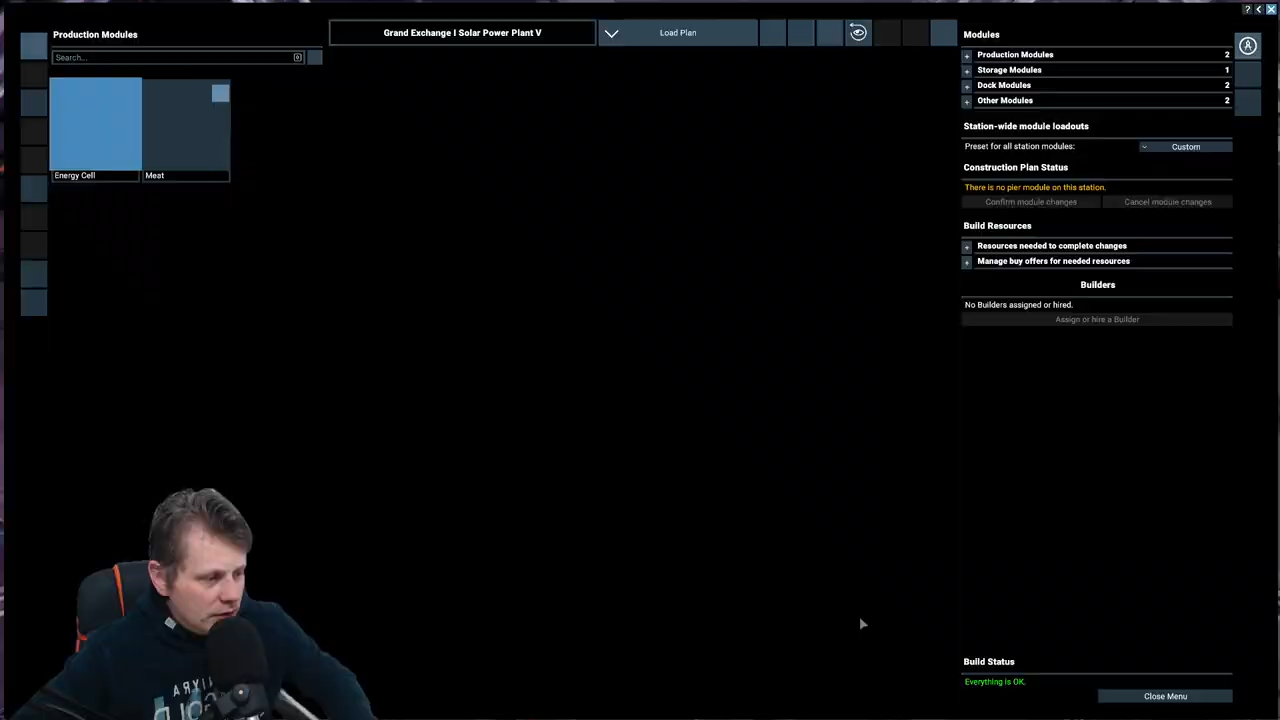 Production Modules
Search...
Energy Cell
Meat
Grand Exchange I Solar Power Plant V
Load Plan
Modules
Production Modules 2
Storage Modules 1
Dock Modules 2
Other Modules 2
Station-wide module loadouts
Preset for all station modules: Custom
Construction Plan Status
There is no pier module on this station.
Confirm module changes Cancel module changes
Build Resources
Resources needed to complete changes
Manage buy offers for needed resources
Builders
No Builders assigned or hired.
Assign or hire a Builder
Build Status
Everything is OK.
Close Menu